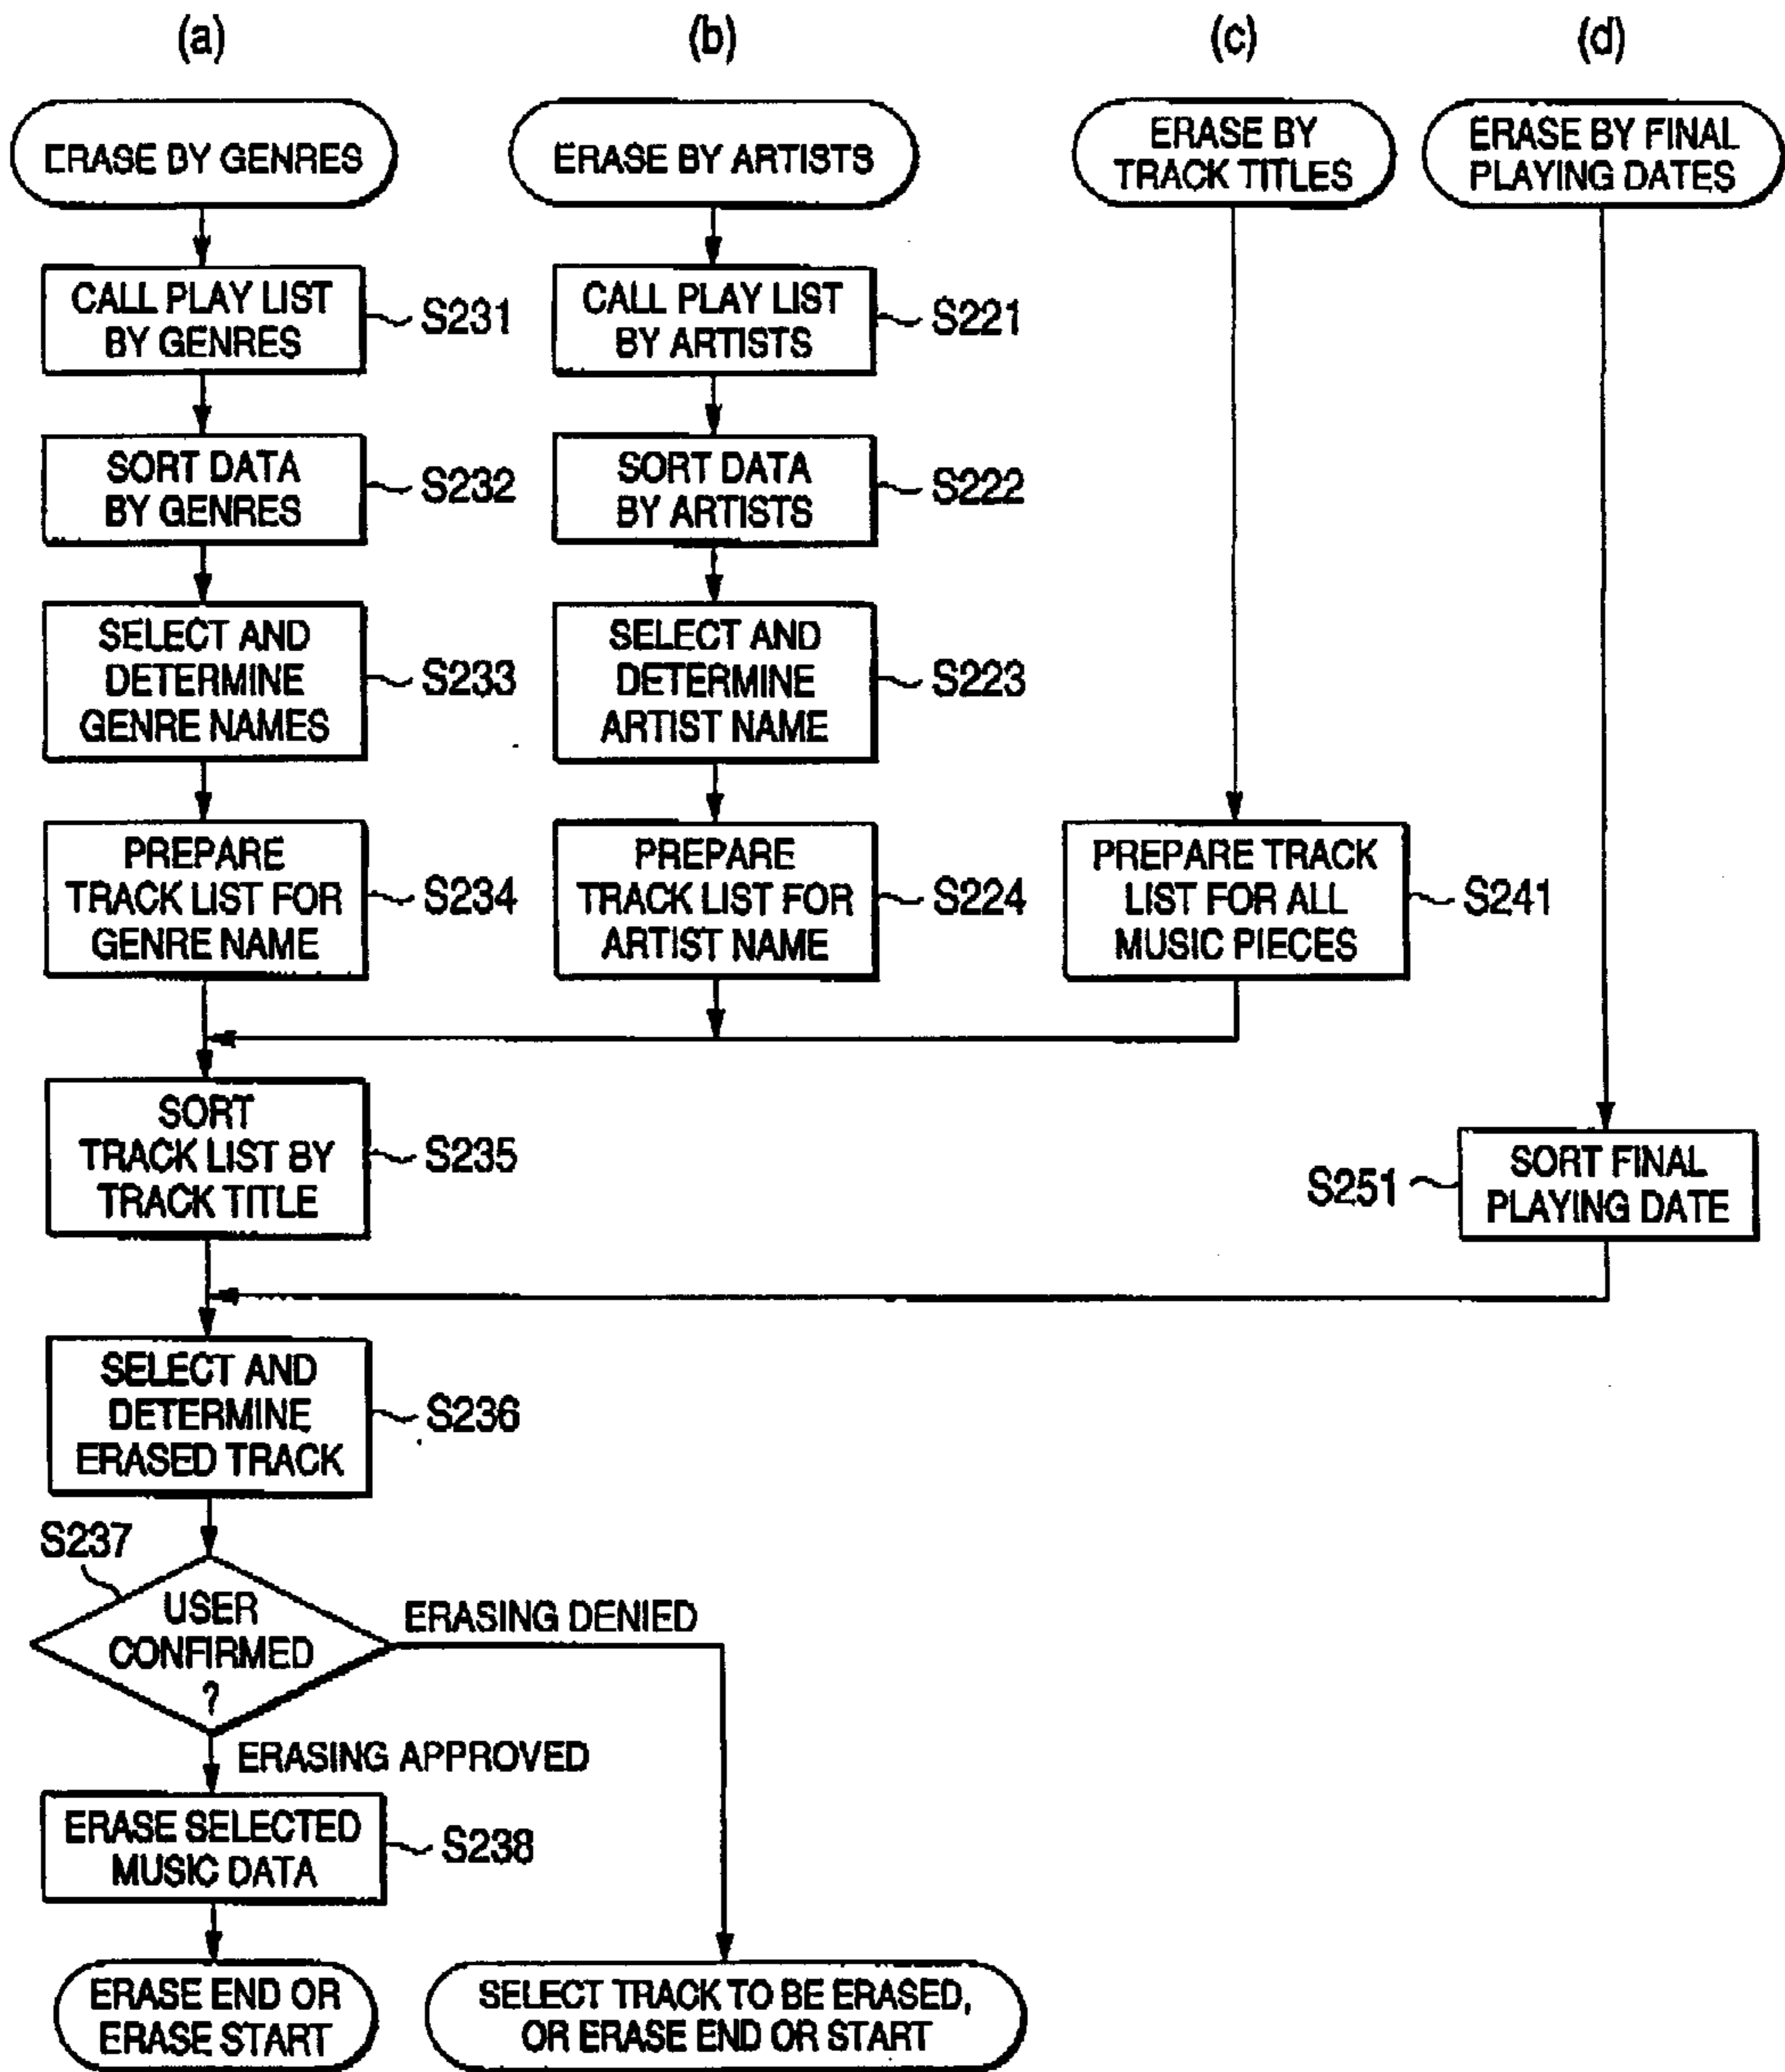 (a)
(b)
(c)
(d)
ERASE BY GENRES
ERASE BY ARTISTS
ERASE BY
TRACK TITLES
ERASE BY FINAL
PLAYING DATES
CALL PLAY LIST
BY GENRES
S231
CALL PLAY LIST
BY ARTISTS
S221
SORT DATA
BY GENRES
S232
SORT DATA
BY ARTISTS
S222
SELECT AND
DETERMINE
GENRE NAMES
S233
SELECT AND
DETERMINE
ARTIST NAME
S223
PREPARE
TRACK LIST FOR
GENRE NAME
S234
PREPARE
TRACK LIST FOR
ARTIST NAME
S224
PREPARE TRACK
LIST FOR ALL
MUSIC PIECES
S241
SORT
TRACK LIST BY
TRACK TITLE
S235
S251
SORT FINAL
PLAYING DATE
SELECT AND
DETERMINE
ERASED TRACK
S236
S237
USER
CONFIRMED
?
ERASING DENIED
ERASING APPROVED
ERASE SELECTED
MUSIC DATA
S238
ERASE END OR
ERASE START
SELECT TRACK TO BE ERASED,
OR ERASE END OR START